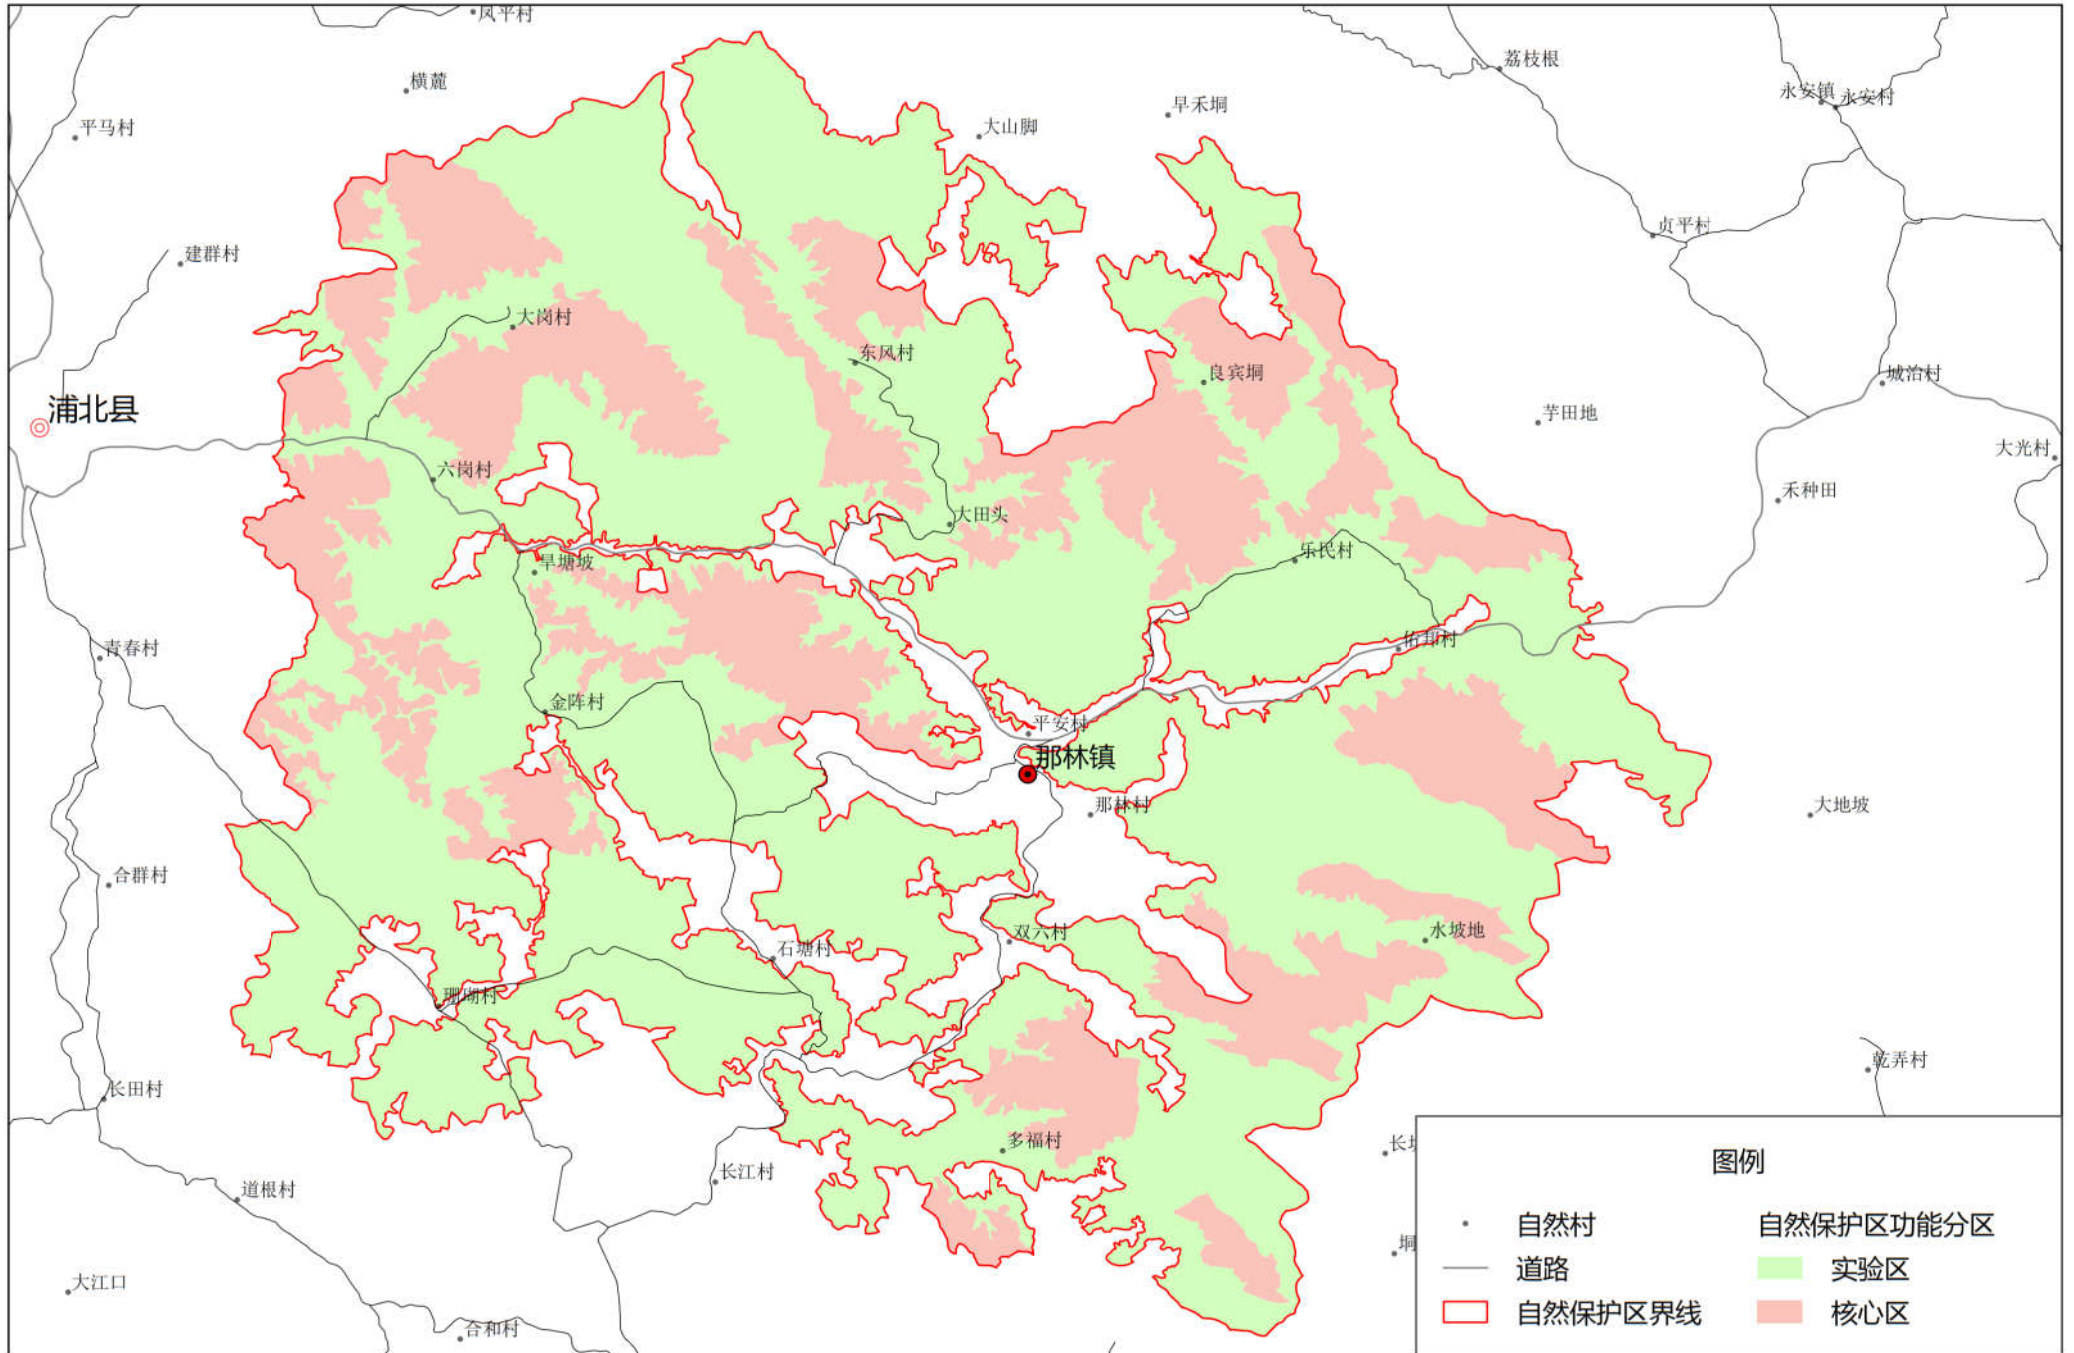 凤平村
荔枝根
横麓
永安镇
永安村
早禾垌
平马村
大山脚
贞平村
建群村
大岗村
东风村
良宾垌
城治村
浦北县
芋田地
大光村
六岗村
禾种田
大田头
旱塘坡
乐民村
佑邦村
青春村
金阵村
平安村
那林镇
那林村
大地坡
合群村
双六村
水坡地
石塘村
珊瑚村
乾弄村
长田村
多福村
长江村
道根村
大江口
合和村
图例
自然村
自然保护区功能分区
道路
实验区
自然保护区界线
核心区